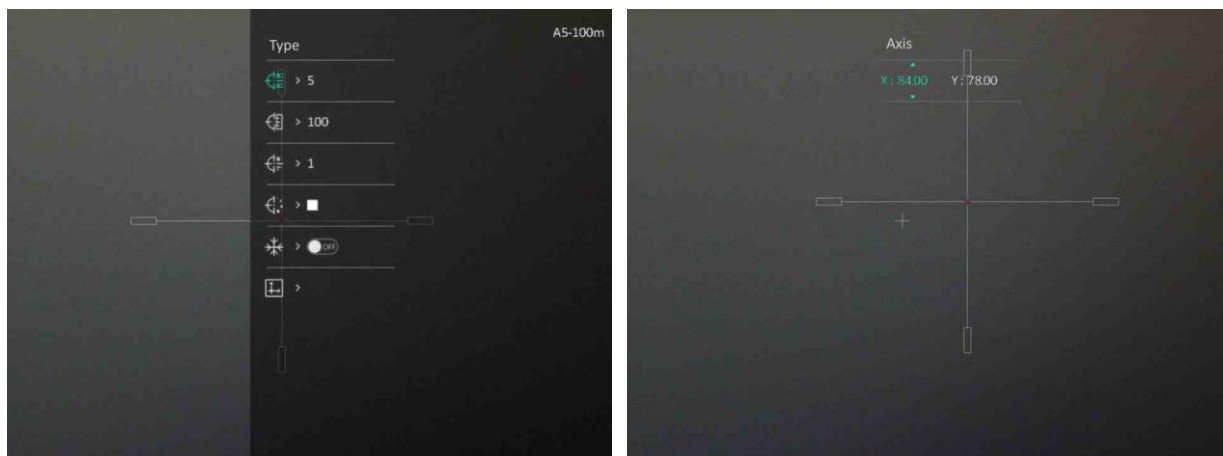 A5-100m
Type
> 5
> 100
> 1
>
> OFF
>
Axis
X : 84.00 Y : 78.00